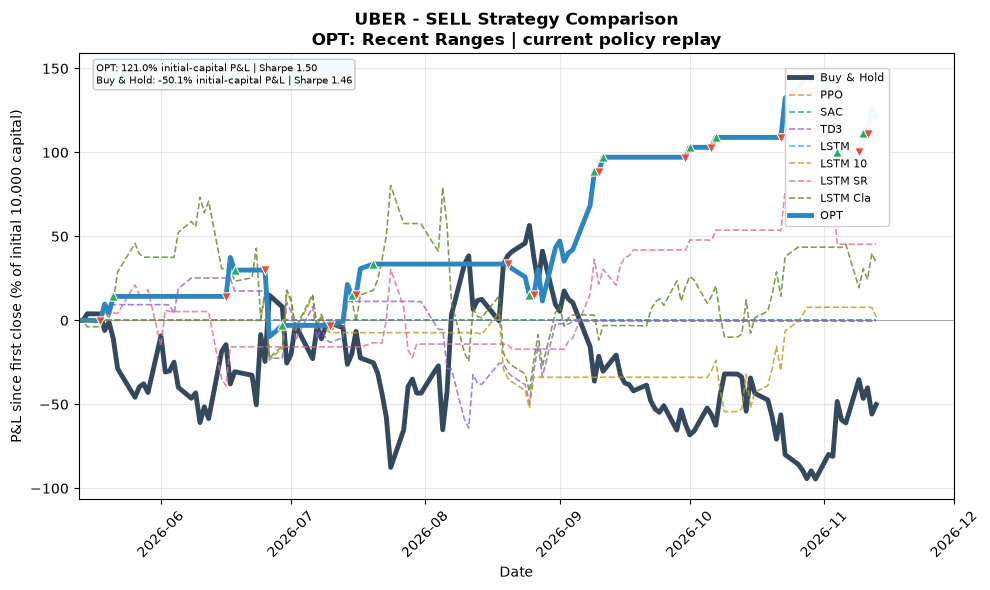 UBER - SELL Strategy Comparison
OPT: Recent Ranges | current policy replay
OPT: 121.0% initial-capital P&L | Sharpe 1.50
Buy & Hold: -50.1% initial-capital P&L | Sharpe 1.46
Buy & Hold
PPO
SAC
TD3
LSTM
LSTM 10
LSTM SR
LSTM Cla
OPT
P&L since first close (% of initial 10,000 capital)
150
100
50
0
−50
−100
2026-06
2026-07
2026-08
2026-09
2026-10
2026-11
2026-12
Date